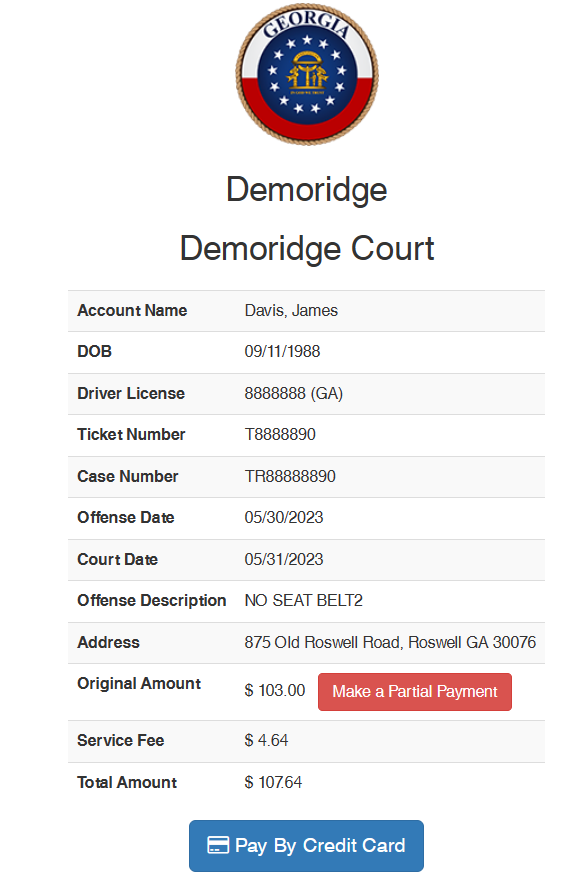 GEORGIA
Demoridge
Demoridge Court
Account Name Davis, James
DOB 09/11/1988
Driver License 8888888 (GA)
Ticket Number T8888890
Case Number TR88888890
Offense Date 05/30/2023
Court Date 05/31/2023
Offense Description NO SEAT BELT2
Address 875 Old Roswell Road, Roswell GA 30076
Original Amount $ 103.00 Make a Partial Payment
Service Fee $ 4.64
Total Amount $ 107.64
Pay By Credit Card